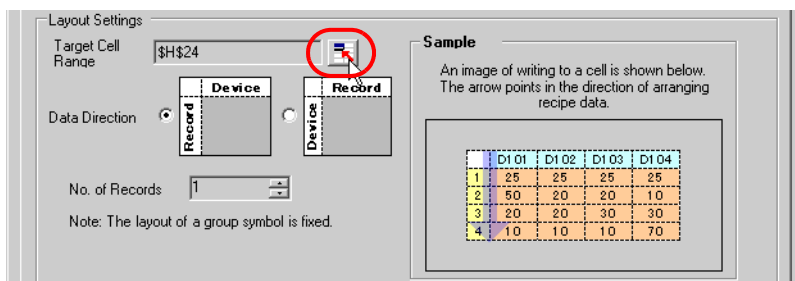 Layout Settings
Target Cell
Range
$H$24
Data Direction
Device
Record
Record
Device
No. of Records
1
Note: The layout of a group symbol is fixed.
Sample
An image of writing to a cell is shown below.
The arrow points in the direction of arranging
recipe data.
D101 D102 D103 D104
1 25 25 25 25
2 50 20 20 10
3 20 20 30 30
4 10 10 10 70